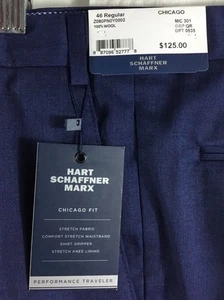 46 Regular
CHICAGO
100%WOOL
MIC 301
$125.00
HART
SCHAFFNER
MARX
HART
SCHAFFNER
MARX
CHICAGO FIT
STRETCH FABRIC
COMFORT STRETCH WAISTBAND
SHIRT GRIPPER
STRETCH KNEE LINING
PERFORMANCE TRAVELER